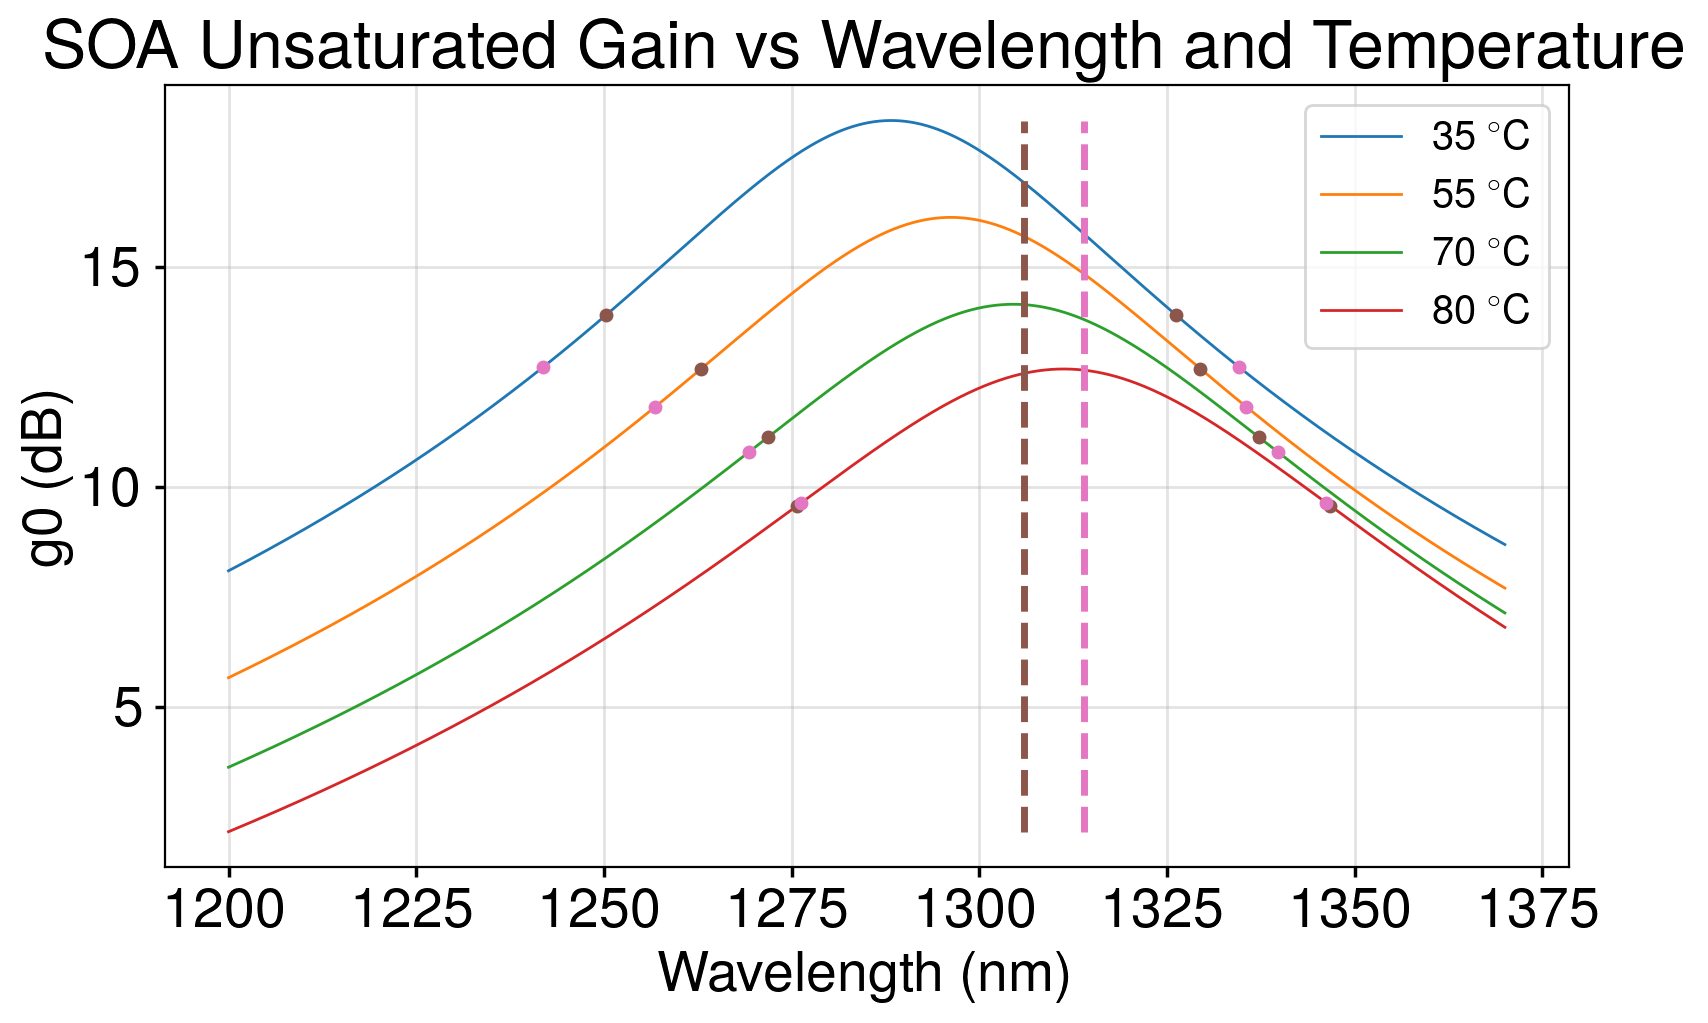 SOA Unsaturated Gain vs Wavelength and Temperature
35 °C
55 °C
70 °C
80 °C
15
10
5
g0 (dB)
1200 1225 1250 1275 1300 1325 1350 1375
Wavelength (nm)